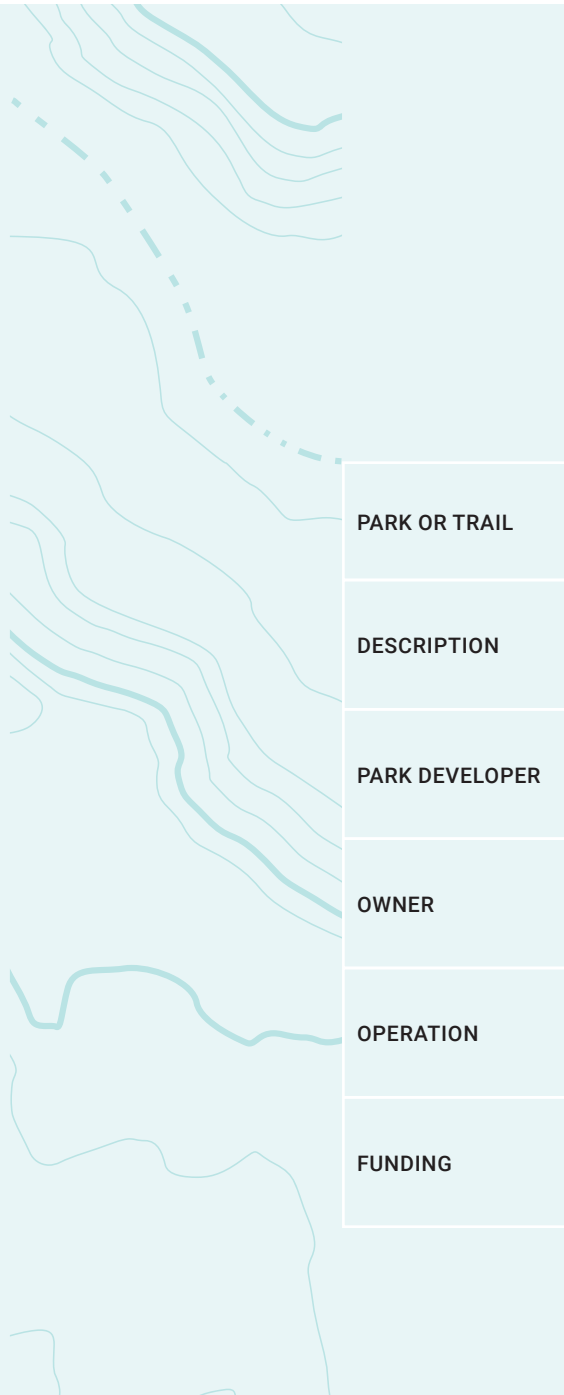 PARK OR TRAIL
DESCRIPTION
PARK DEVELOPER
OWNER
OPERATION
FUNDING